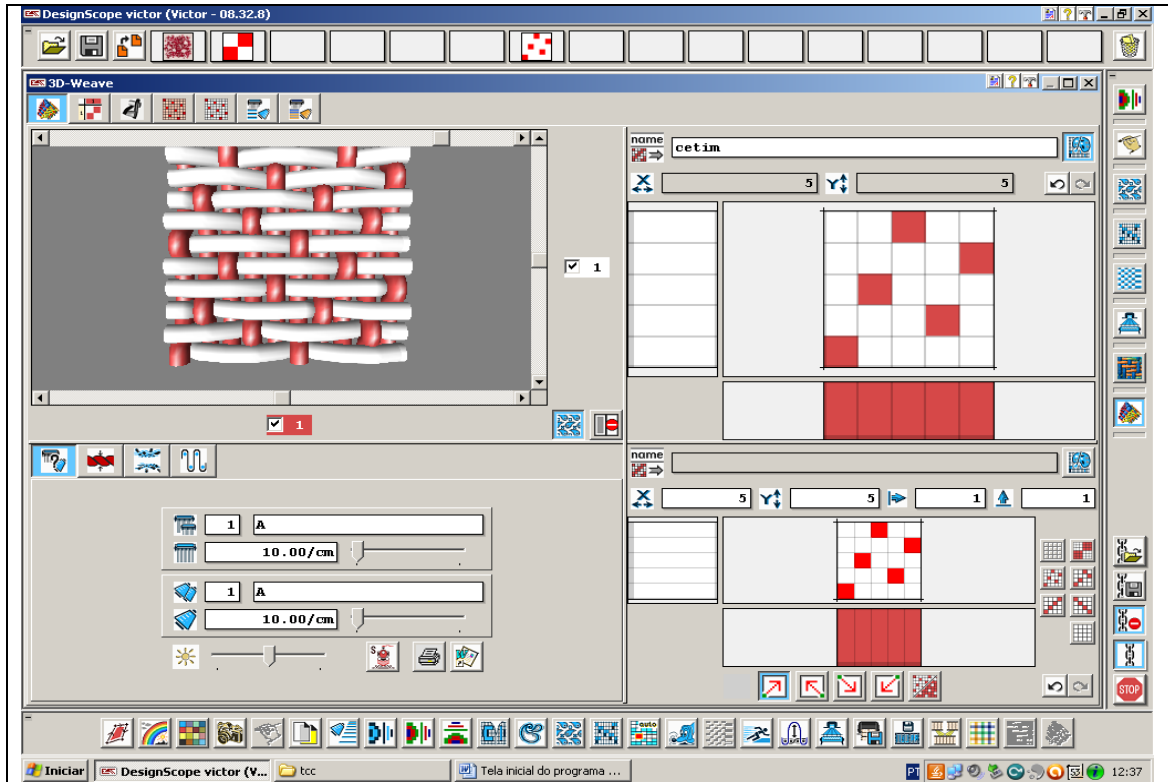 DesignScope victor (Victor - 08.32.8)
3D-Weave
name
cetim
X 5 Y 5
1
1
name
X 5 Y 5 1 1
1 A
10.00/cm
1 A
10.00/cm
S
auto
STOP
Iniciar DesignScope victor (V... tcc Tela inicial do programa ... PT 12:37